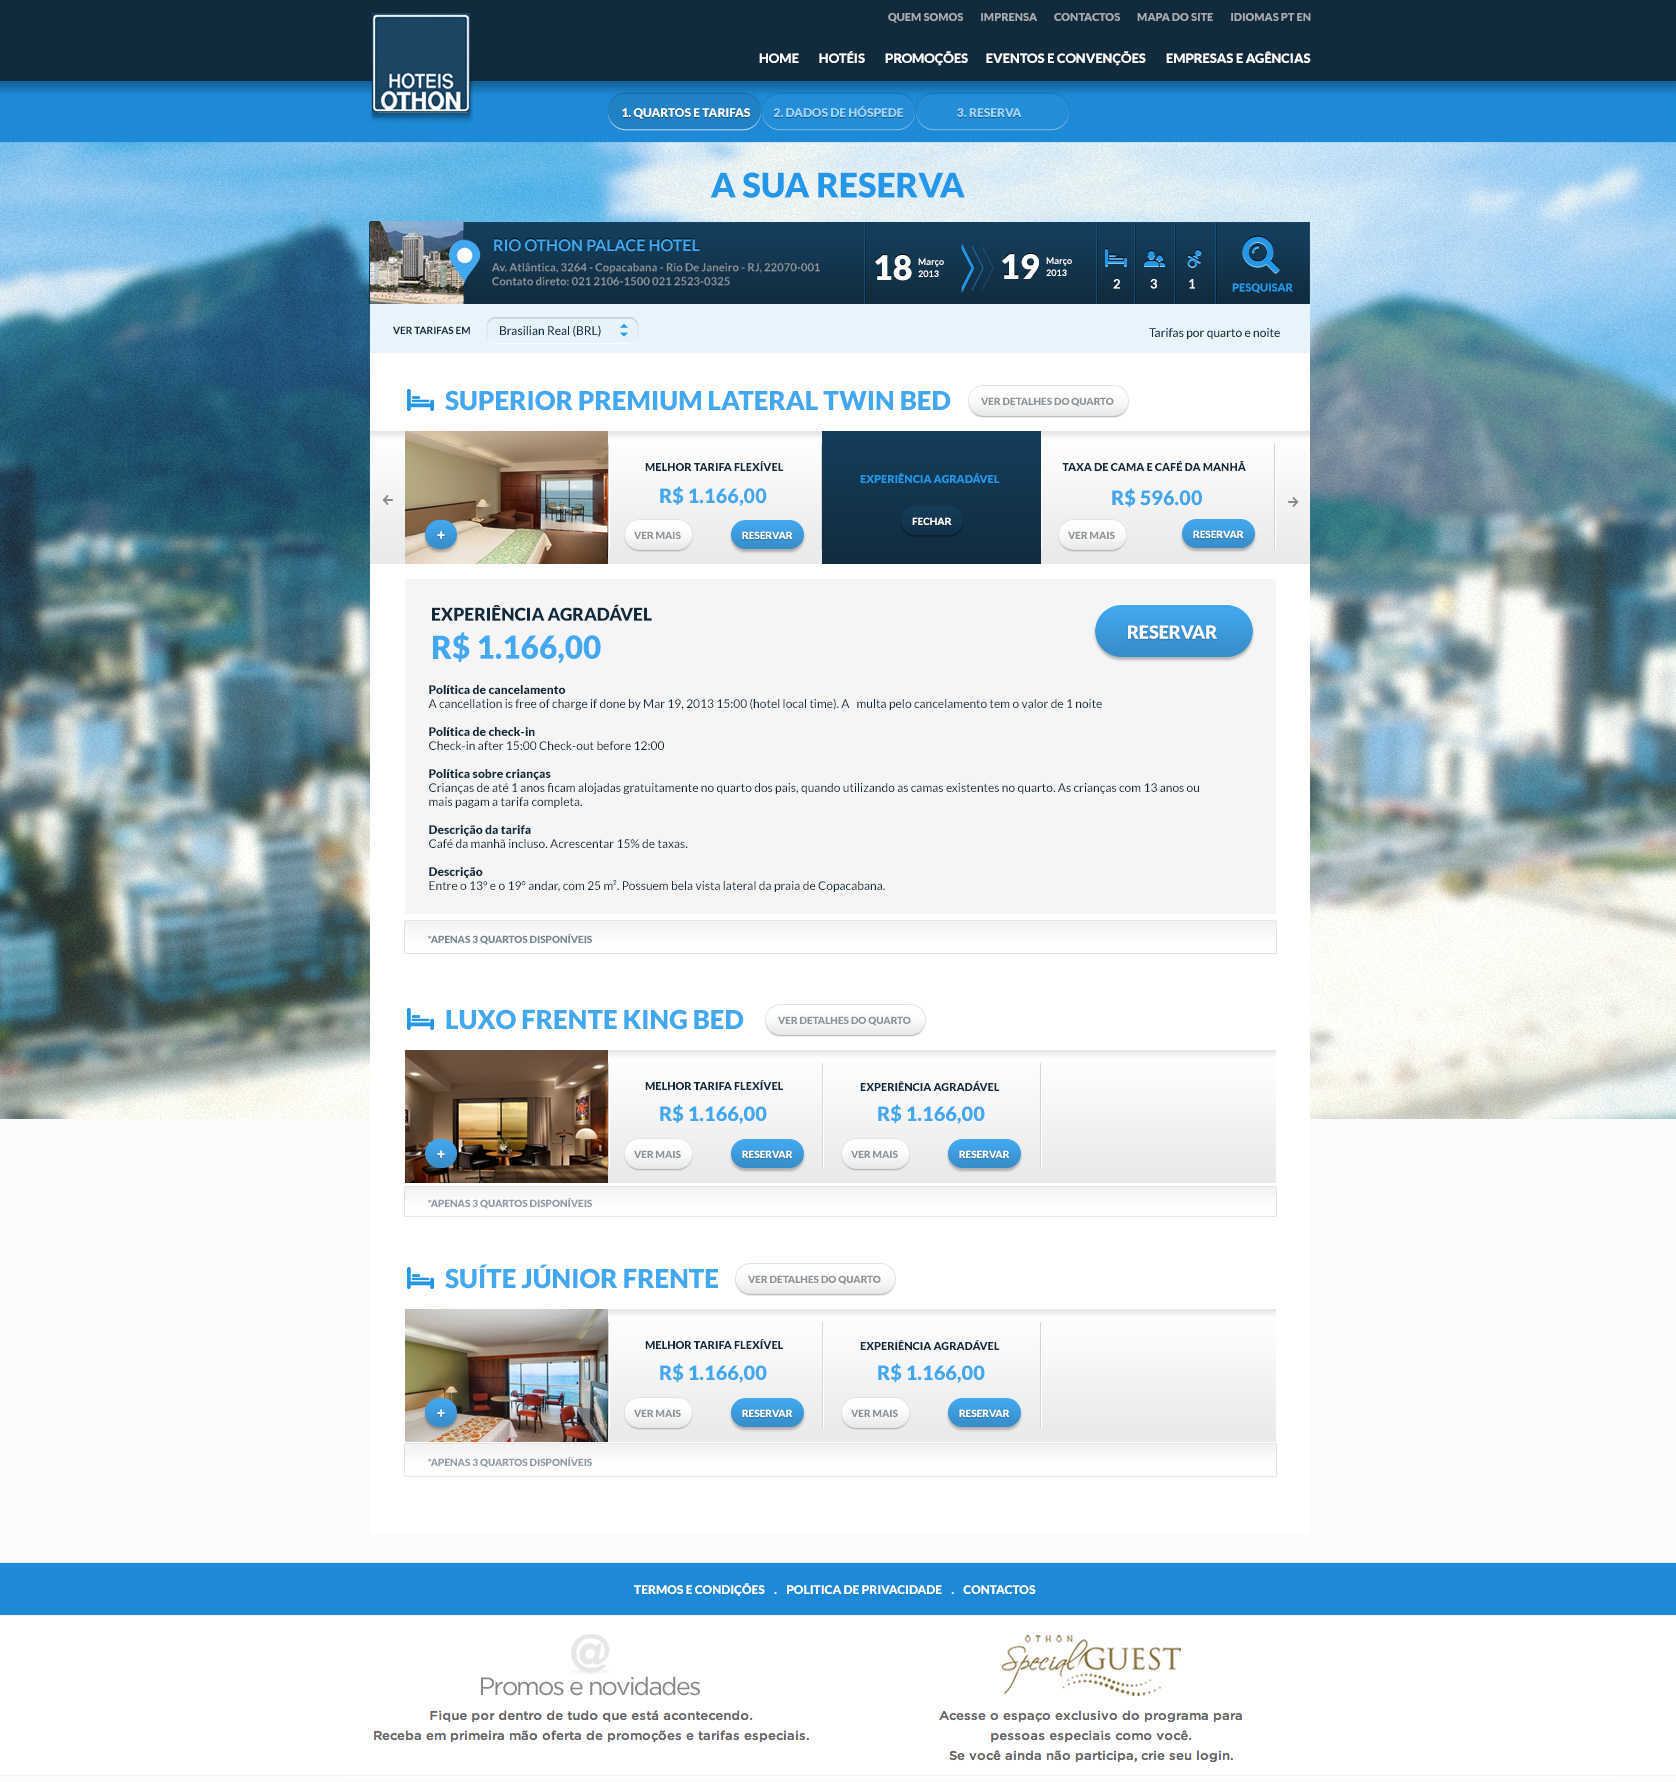 QUEM SOMOS IMPRENSA CONTACTOS MAPA DO SITE IDIOMAS PT EN
HOTEIS
OTHON
HOME HOTÉIS PROMOÇÕES EVENTOS E CONVENÇÕES EMPRESAS E AGÊNCIAS
1. QUARTOS E TARIFAS 2. DADOS DE HÓSPEDE 3. RESERVA
A SUA RESERVA
RIO OTHON PALACE HOTEL
Av. Atlântica, 3264 - Copacabana - Rio De Janeiro - RJ, 22070-001
Contato direto: 021 2106-1500 021 2523-0325
18 Março 2013
19 Março 2013
2 3 1
PESQUISAR
VER TARIFAS EM Brasilian Real (BRL) Tarifas por quarto e noite
SUPERIOR PREMIUM LATERAL TWIN BED VER DETALHES DO QUARTO
MELHOR TARIFA FLEXÍVEL
R$ 1.166,00
VER MAIS RESERVAR
EXPERIÊNCIA AGRADÁVEL
FECHAR
TAXA DE CAMA E CAFÉ DA MANHÃ
R$ 596.00
VER MAIS RESERVAR
+
EXPERIÊNCIA AGRADÁVEL
R$ 1.166,00
RESERVAR
Política de cancelamento
A cancellation is free of charge if done by Mar 19, 2013 15:00 (hotel local time). A multa pelo cancelamento tem o valor de 1 noite
Política de check-in
Check-in after 15:00 Check-out before 12:00
Política sobre crianças
Crianças de até 1 anos ficam alojadas gratuitamente no quarto dos pais, quando utilizando as camas existentes no quarto. As crianças com 13 anos ou
mais pagam a tarifa completa.
Descrição da tarifa
Café da manhã incluso. Acrescentar 15% de taxas.
Descrição
Entre o 13º e o 19º andar, com 25 m². Possuem bela vista lateral da praia de Copacabana.
*APENAS 3 QUARTOS DISPONÍVEIS
LUXO FRENTE KING BED VER DETALHES DO QUARTO
MELHOR TARIFA FLEXÍVEL
R$ 1.166,00
VER MAIS RESERVAR
EXPERIÊNCIA AGRADÁVEL
R$ 1.166,00
VER MAIS RESERVAR
+
*APENAS 3 QUARTOS DISPONÍVEIS
SUÍTE JÚNIOR FRENTE VER DETALHES DO QUARTO
MELHOR TARIFA FLEXÍVEL
R$ 1.166,00
VER MAIS RESERVAR
EXPERIÊNCIA AGRADÁVEL
R$ 1.166,00
VER MAIS RESERVAR
+
*APENAS 3 QUARTOS DISPONÍVEIS
TERMOS E CONDIÇÕES . POLITICA DE PRIVACIDADE . CONTACTOS
@
Promos e novidades
Fique por dentro de tudo que está acontecendo.
Receba em primeira mão oferta de promoções e tarifas especiais.
OTHON
Special GUEST
Acesse o espaço exclusivo do programa para
pessoas especiais como você.
Se você ainda não participa, crie seu login.